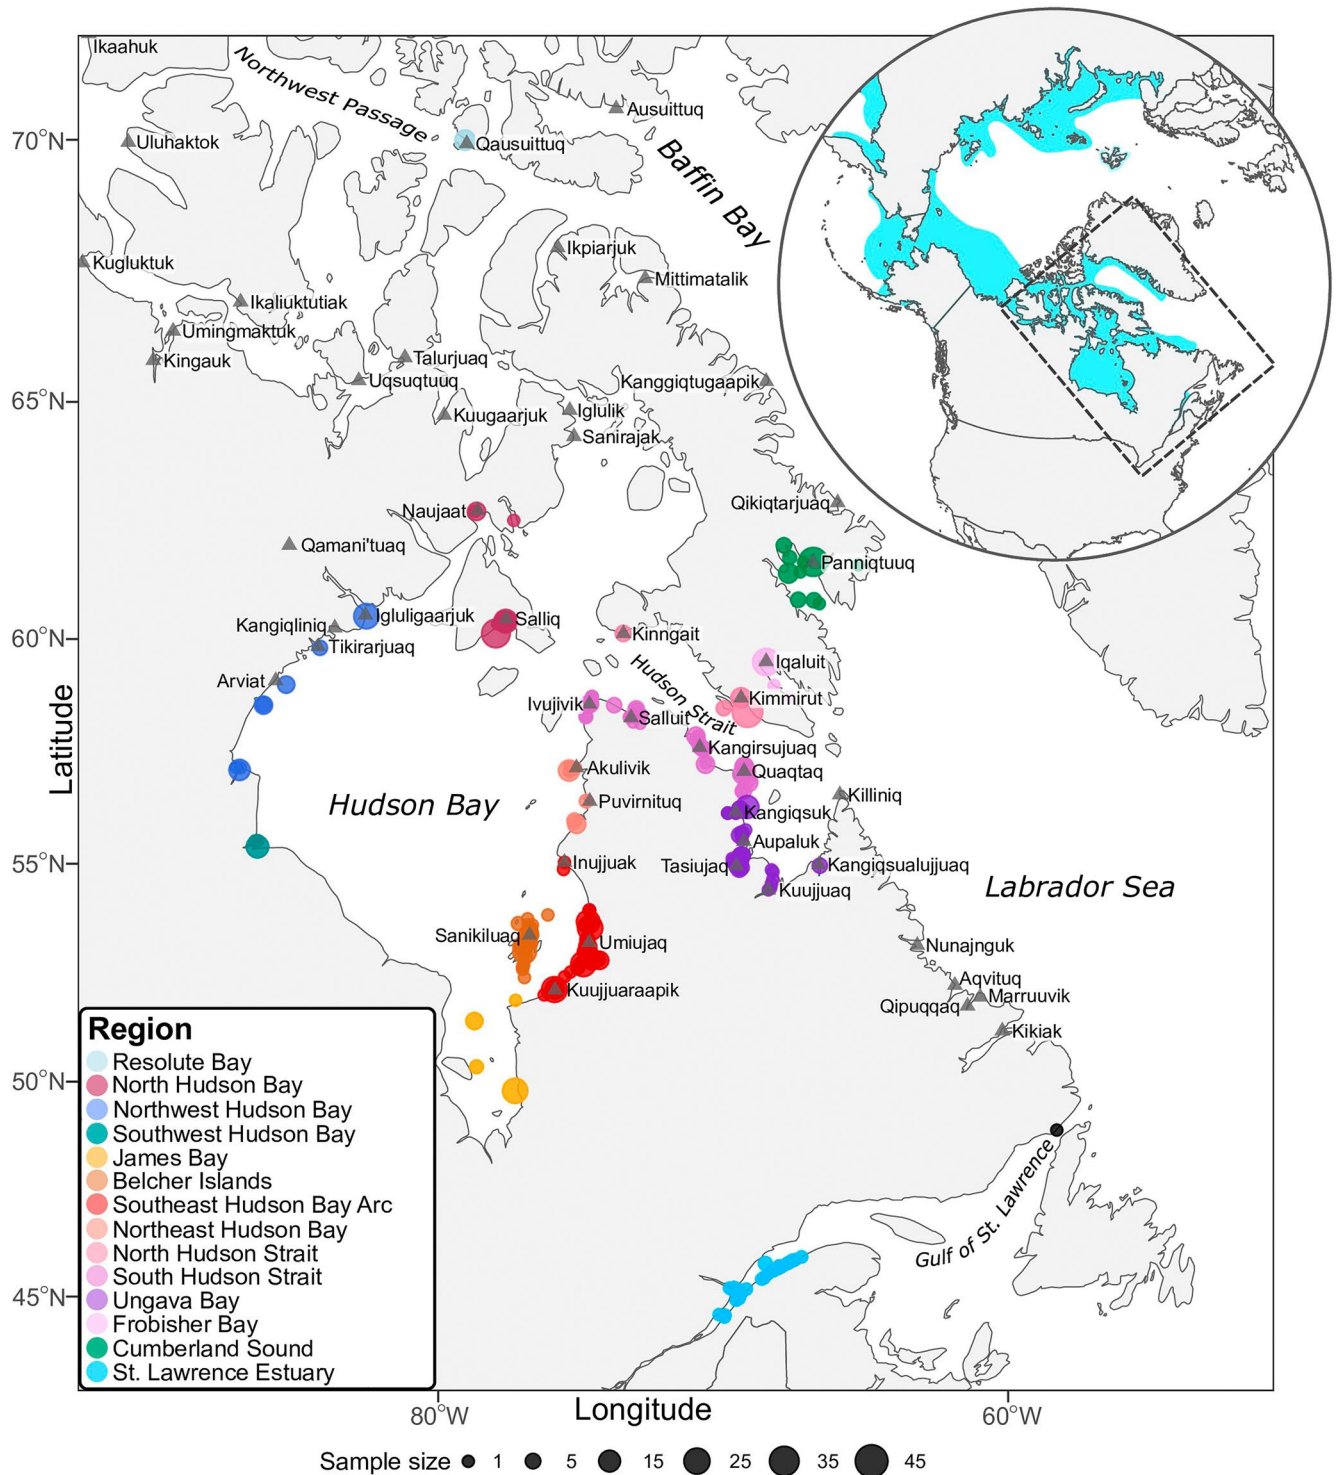 Ikaahuk
Northwest Passage
Ausuittuq
70°N
Uluhaktok
Qausuittuq
Baffin Bay
Ikpiarjuk
Kugluktuk
Mittimatalik
Ikaliuktutiak
Umingmaktuk
Kingauk
Talurjuaq
Uqsuqtuuq
Kanggiqtugaapik
65°N
Kuugaarjuk
Iglulik
Sanirajak
Naujaat
Qikiqtarjuaq
Qamani'tuaq
Panniqtuuq
Igluligaarjuk
Salliq
Kangiqliniq
Kinngait
60°N
Tikirarjuaq
Iqaluit
Hudson Strait
Arviat
Kimmirut
Ivujivik
Salluit
Kangirsujuaq
Latitude
Akulivik
Quaqtaq
Hudson Bay
Puvirnituq
Killiniq
Kangiqsuk
Aupaluk
55°N
Inujjuak
Tasiujaq
Kangiqsualujjuaq
Kuujjuaq
Labrador Sea
Sanikiluaq
Umiujaq
Nunajnguk
Aqvituq
Kuujjuaraapik
Marruuvik
Qipuqqaq
Kikiak
50°N
Gulf of St. Lawrence
45°N
Region
Resolute Bay
North Hudson Bay
Northwest Hudson Bay
Southwest Hudson Bay
James Bay
Belcher Islands
Southeast Hudson Bay Arc
Northeast Hudson Bay
North Hudson Strait
South Hudson Strait
Ungava Bay
Frobisher Bay
Cumberland Sound
St. Lawrence Estuary
80°W
Longitude
60°W
Sample size 1 5 15 25 35 45